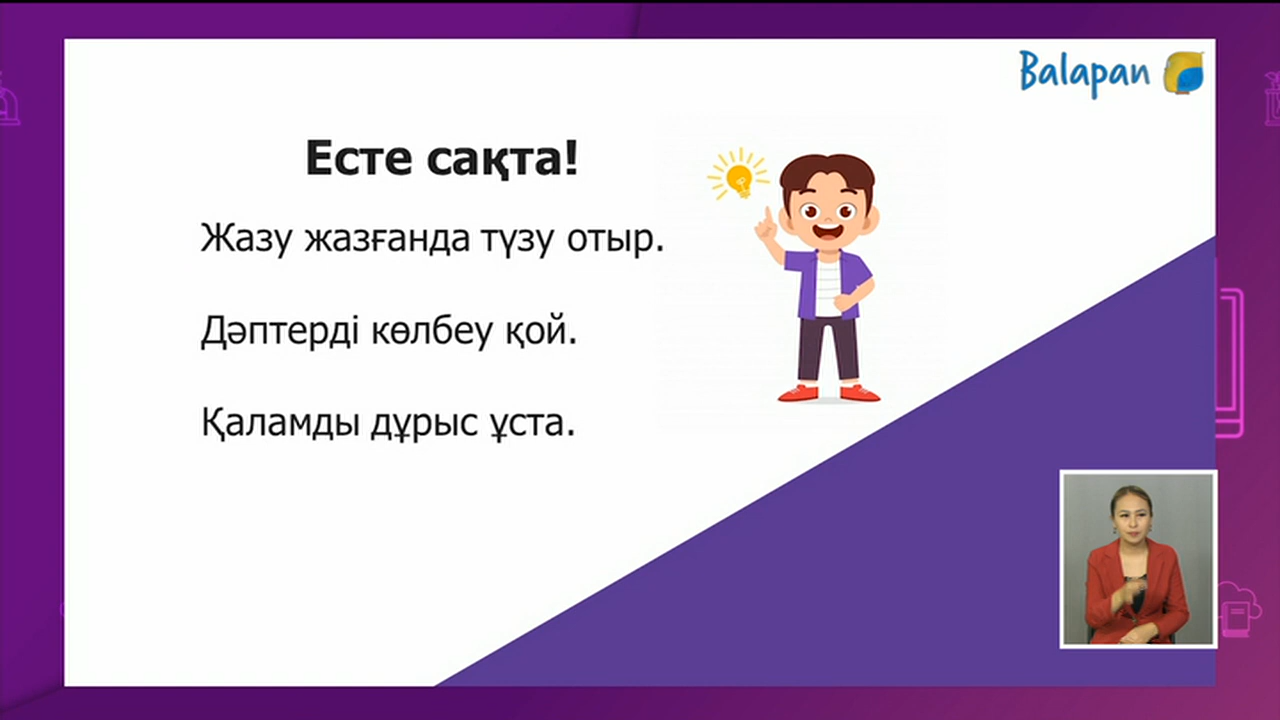 Balapan
Есте сақта!
Жазу жазғанда түзу отыр.
Дәптерді көлбеу қой.
Қаламды дұрыс ұста.